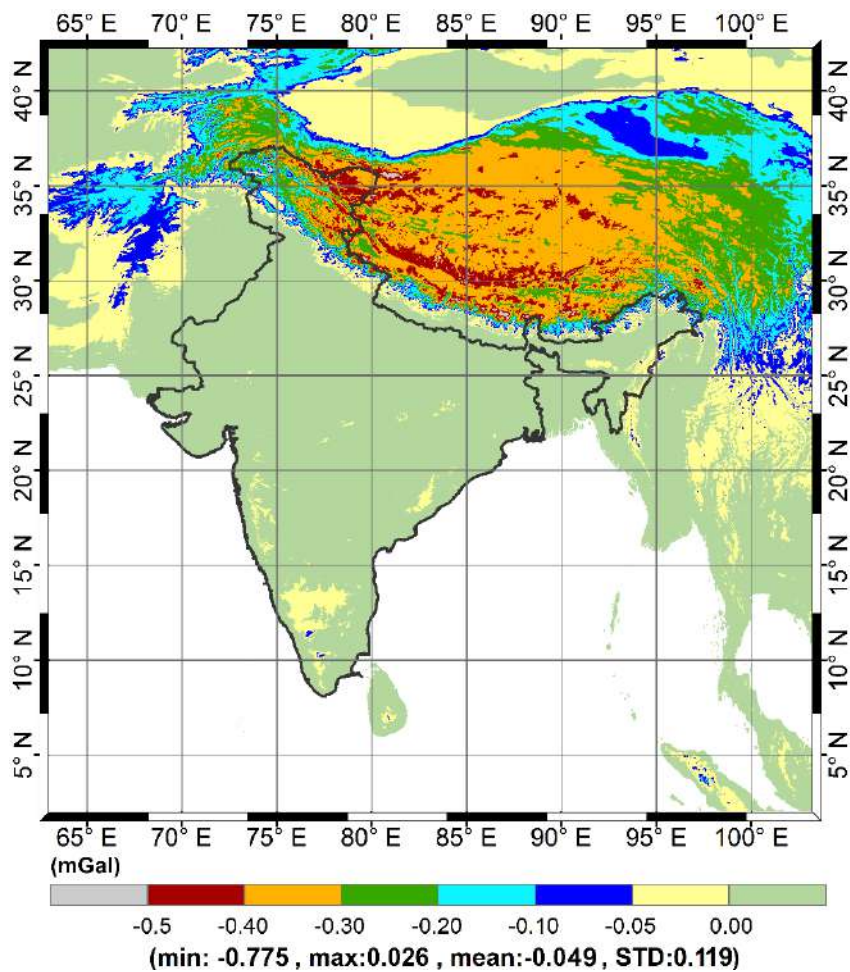 65° E 70° E 75° E 80° E 85° E 90° E 95° E 100° E
40° N 40° N
35° N 35° N
30° N 30° N
25° N 25° N
20° N 20° N
15° N 15° N
10° N 10° N
5° N 5° N
65° E 70° E 75° E 80° E 85° E 90° E 95° E 100° E
(mGal)
-0.5 -0.40 -0.30 -0.20 -0.10 -0.05 0.00
(min: -0.775 , max:0.026 , mean:-0.049 , STD:0.119)